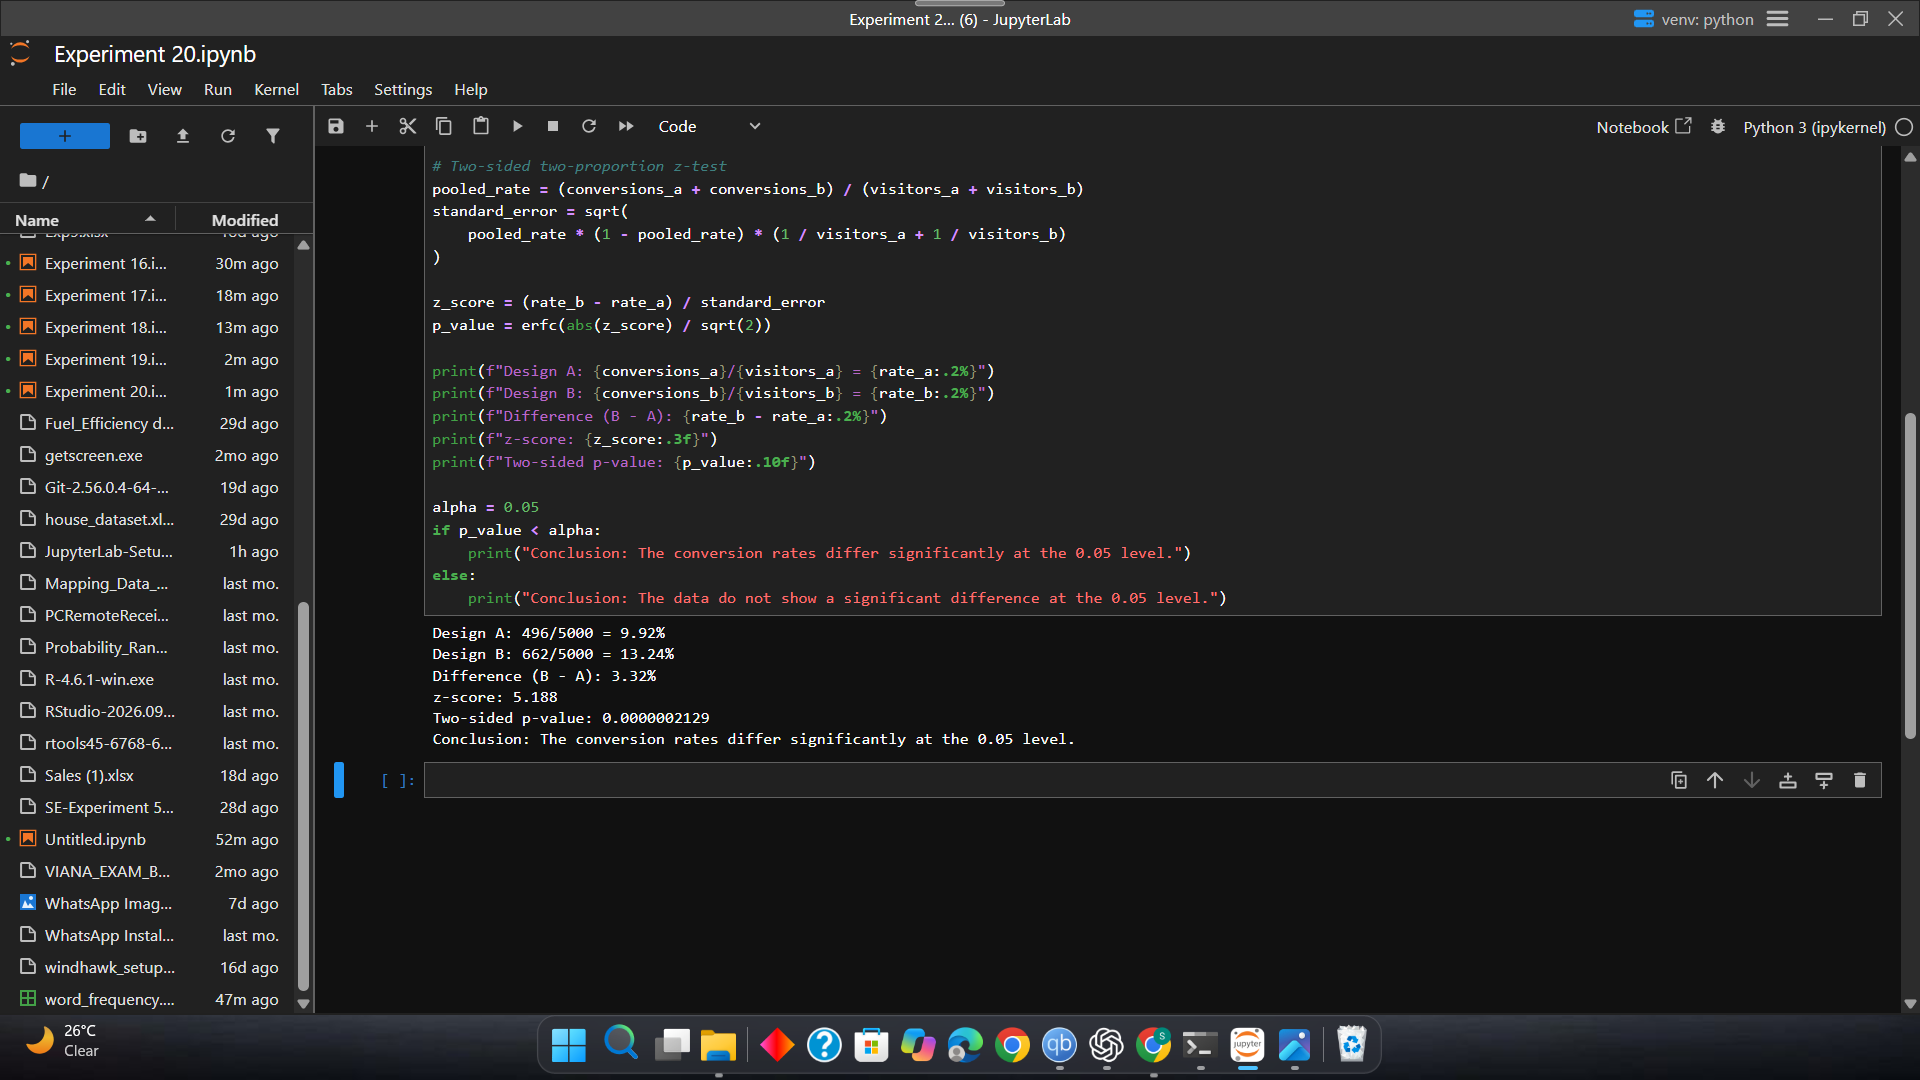 Experiment 2... (6) - JupyterLab
venv: python
Experiment 20.ipynb
File Edit View Run Kernel Tabs Settings Help
Code
Notebook
Python 3 (ipykernel)
/
Name Modified
Experiment 16.i... 30m ago
Experiment 17.i... 18m ago
Experiment 18.i... 13m ago
Experiment 19.i... 2m ago
Experiment 20.i... 1m ago
Fuel_Efficiency d... 29d ago
getscreen.exe 2mo ago
Git-2.56.0.4-64-... 19d ago
house_dataset.xl... 29d ago
JupyterLab-Setu... 1h ago
Mapping_Data_... last mo.
PCRemoteRecei... last mo.
Probability_Ran... last mo.
R-4.6.1-win.exe last mo.
RStudio-2026.09... last mo.
rtools45-6768-6... last mo.
Sales (1).xlsx 18d ago
SE-Experiment 5... 28d ago
Untitled.ipynb 52m ago
VIANA_EXAM_B... 2mo ago
WhatsApp Imag... 7d ago
WhatsApp Instal... last mo.
windhawk_setup... 16d ago
word_frequency.... 47m ago
# Two-sided two-proportion z-test
pooled_rate = (conversions_a + conversions_b) / (visitors_a + visitors_b)
standard_error = sqrt(
    pooled_rate * (1 - pooled_rate) * (1 / visitors_a + 1 / visitors_b)
)
z_score = (rate_b - rate_a) / standard_error
p_value = erfc(abs(z_score) / sqrt(2))
print(f"Design A: {conversions_a}/{visitors_a} = {rate_a:.2%}")
print(f"Design B: {conversions_b}/{visitors_b} = {rate_b:.2%}")
print(f"Difference (B - A): {rate_b - rate_a:.2%}")
print(f"z-score: {z_score:.3f}")
print(f"Two-sided p-value: {p_value:.10f}")
alpha = 0.05
if p_value < alpha:
    print("Conclusion: The conversion rates differ significantly at the 0.05 level.")
else:
    print("Conclusion: The data do not show a significant difference at the 0.05 level.")
Design A: 496/5000 = 9.92%
Design B: 662/5000 = 13.24%
Difference (B - A): 3.32%
z-score: 5.188
Two-sided p-value: 0.0000002129
Conclusion: The conversion rates differ significantly at the 0.05 level.
[ ]:
26°C
Clear
qb
S
jupyter